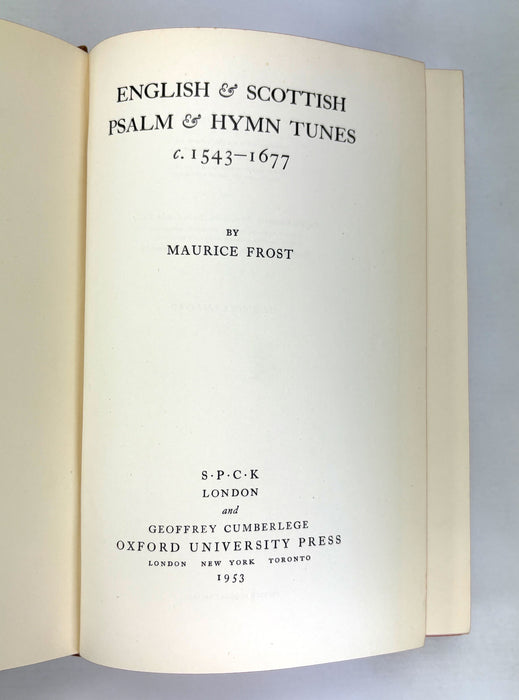 ENGLISH & SCOTTISH
PSALM & HYMN TUNES
c. 1543–1677
BY
MAURICE FROST
S·P·C·K
LONDON
and
GEOFFREY CUMBERLEGE
OXFORD UNIVERSITY PRESS
LONDON NEW YORK TORONTO
1953